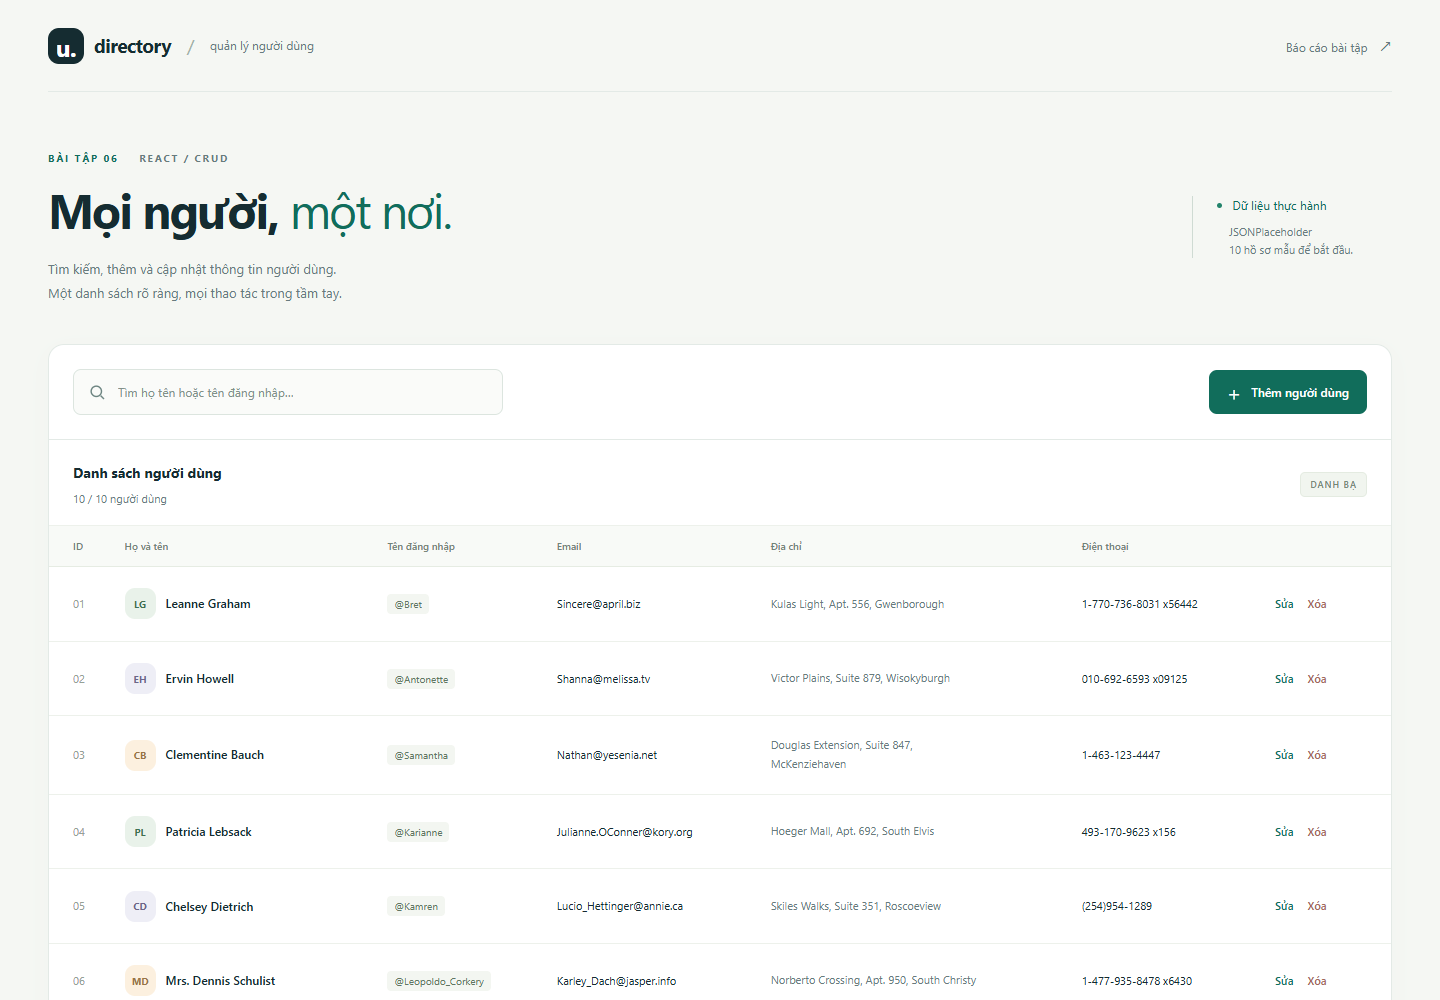 u. directory / quản lý người dùng
Báo cáo bài tập ↗
BÀI TẬP 06 REACT / CRUD
Mọi người, một nơi.
Tìm kiếm, thêm và cập nhật thông tin người dùng.
Một danh sách rõ ràng, mọi thao tác trong tầm tay.
Dữ liệu thực hành
JSONPlaceholder
10 hồ sơ mẫu để bắt đầu.
Tìm họ tên hoặc tên đăng nhập...
+ Thêm người dùng
Danh sách người dùng
10 / 10 người dùng
DANH BẠ
ID Họ và tên Tên đăng nhập Email Địa chỉ Điện thoại
01 LG Leanne Graham @Bret Sincere@april.biz Kulas Light, Apt. 556, Gwenborough 1-770-736-8031 x56442 Sửa Xóa
02 EH Ervin Howell @Antonette Shanna@melissa.tv Victor Plains, Suite 879, Wisokyburgh 010-692-6593 x09125 Sửa Xóa
03 CB Clementine Bauch @Samantha Nathan@yesenia.net Douglas Extension, Suite 847, McKenziehaven 1-463-123-4447 Sửa Xóa
04 PL Patricia Lebsack @Karianne Julianne.OConner@kory.org Hoeger Mall, Apt. 692, South Elvis 493-170-9623 x156 Sửa Xóa
05 CD Chelsey Dietrich @Kamren Lucio_Hettinger@annie.ca Skiles Walks, Suite 351, Roscoeview (254)954-1289 Sửa Xóa
06 MD Mrs. Dennis Schulist @Leopoldo_Corkery Karley_Dach@jasper.info Norberto Crossing, Apt. 950, South Christy 1-477-935-8478 x6430 Sửa Xóa